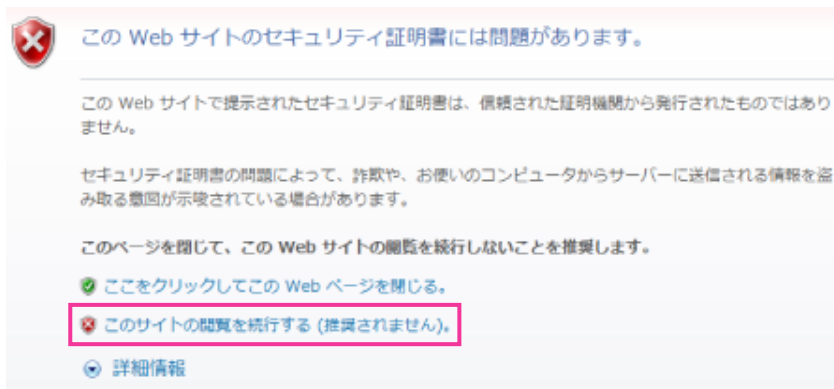 この Web サイトのセキュリティ証明書には問題があります。
この Web サイトで提示されたセキュリティ証明書は、信頼された証明機関から発行されたものではあり
ません。
セキュリティ証明書の問題によって、詐欺や、お使いのコンピュータからサーバーに送信される情報を盗
み取る意図が示唆されている場合があります。
このページを閉じて、この Web サイトの閲覧を続行しないことを推奨します。
ここをクリックしてこの Web ページを閉じる。
このサイトの閲覧を続行する (推奨されません)。
詳細情報